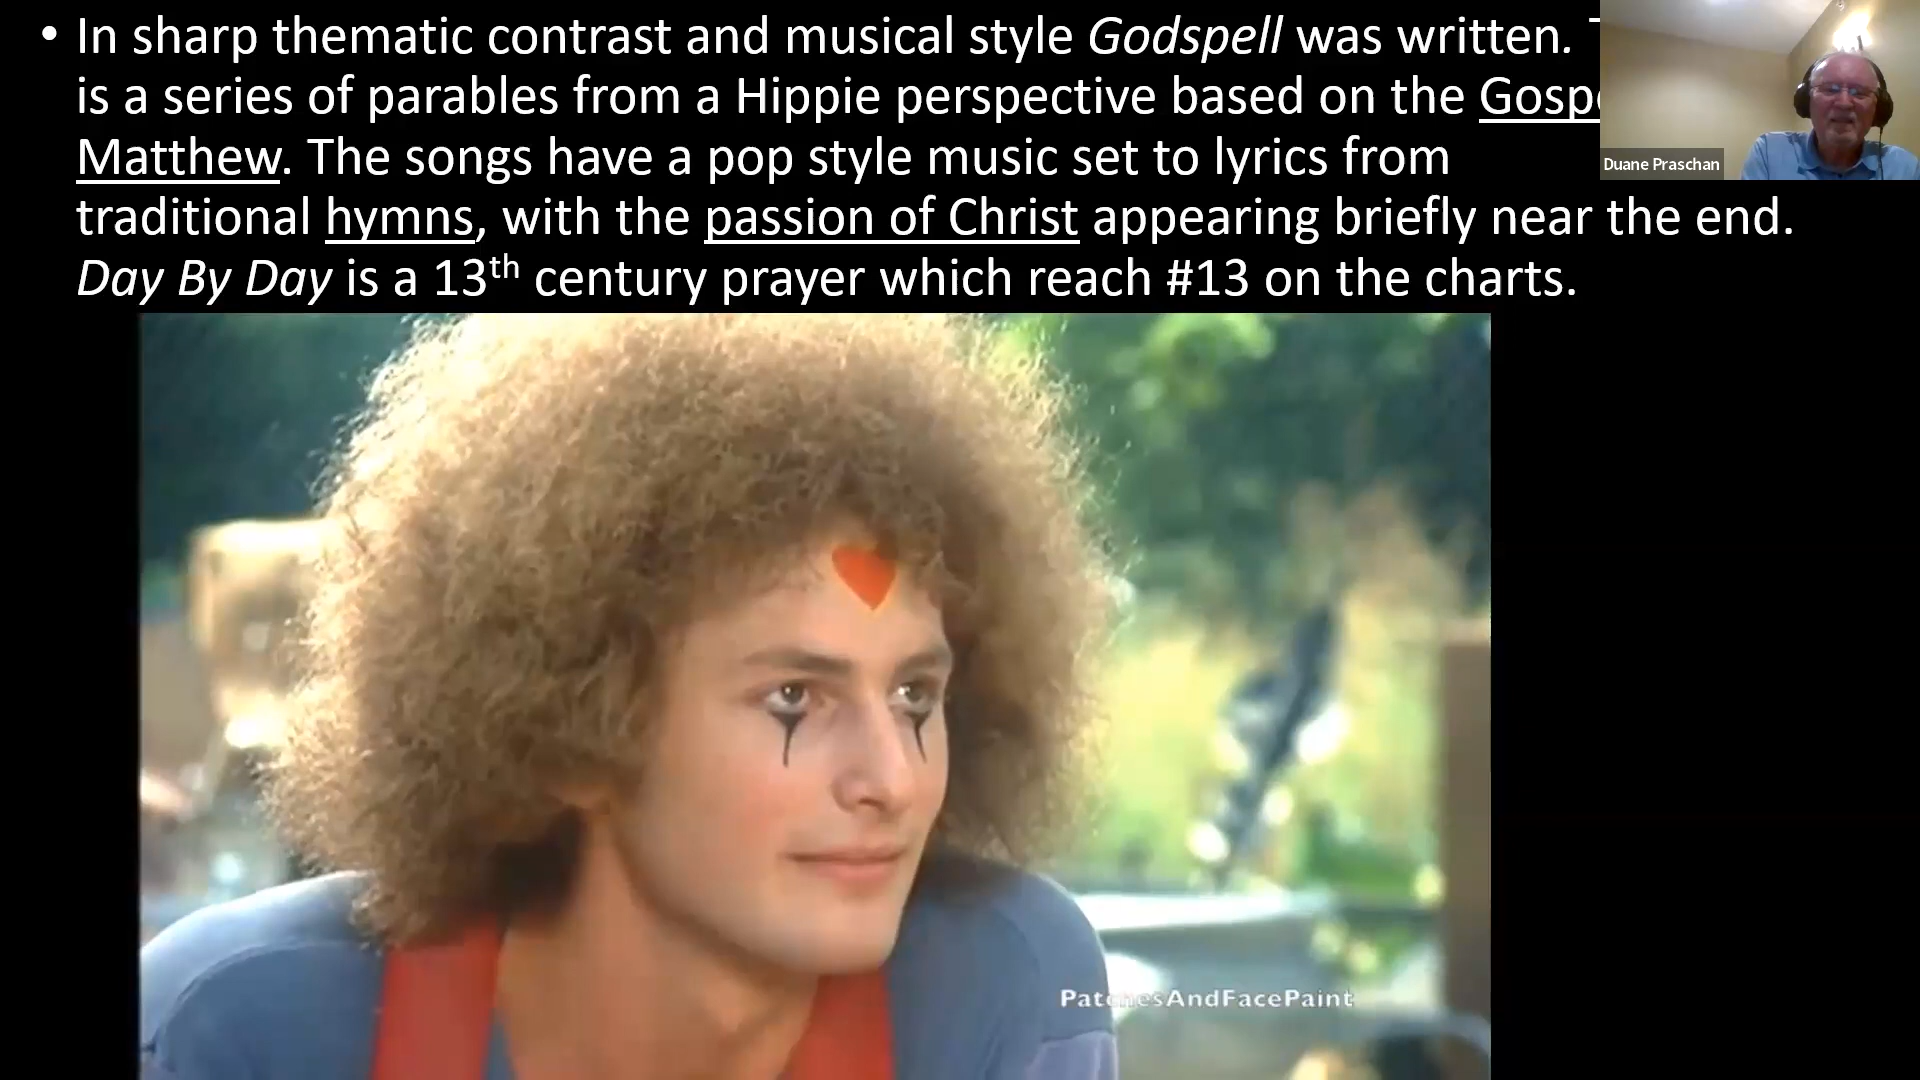 • In sharp thematic contrast and musical style Godspell was written.
is a series of parables from a Hippie perspective based on the
Matthew. The songs have a pop style music set to lyrics from
traditional hymns, with the passion of Christ appearing briefly near the end.
Day By Day is a 13th century prayer which reach #13 on the charts.
Duane Praschan
PatchesAndFacePaint